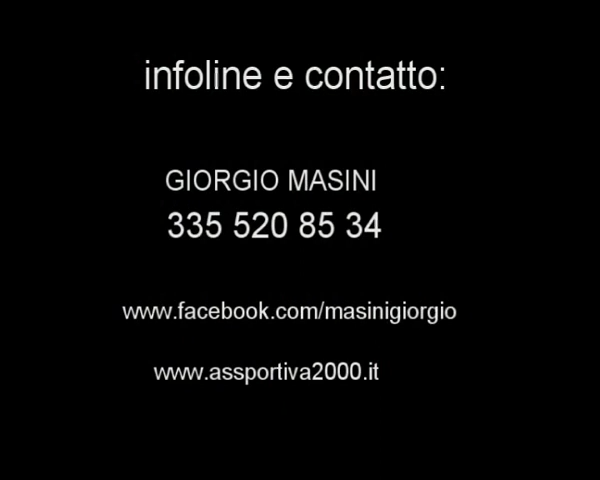 infoline e contatto:
GIORGIO MASINI
335 520 85 34
www.facebook.com/masinigiorgio
www.assportiva2000.it